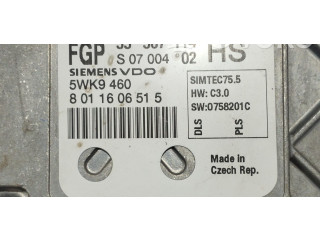 FGP HS
S 07 004 02
SIEMENS VDO
5WK9 460
8 01 16 06 51 5
SIMTEC75.5
HW: C3.0
SW:0758201C
DLS
PLS
Made in
Czech Rep.